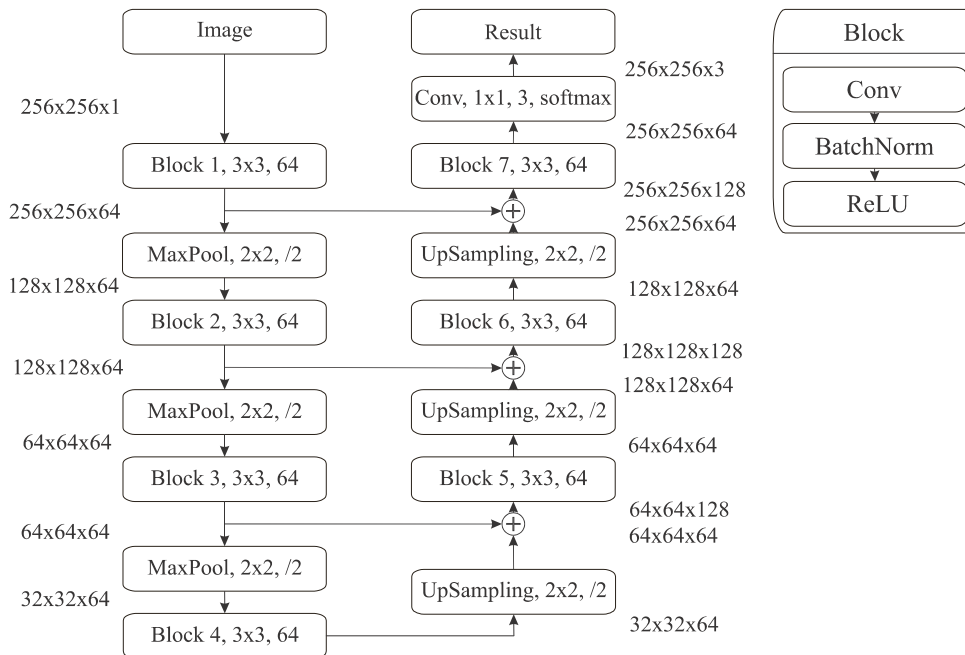 Image
256x256x1
Block 1, 3x3, 64
256x256x64
MaxPool, 2x2, /2
128x128x64
Block 2, 3x3, 64
128x128x64
MaxPool, 2x2, /2
64x64x64
Block 3, 3x3, 64
64x64x64
MaxPool, 2x2, /2
32x32x64
Block 4, 3x3, 64
Result
256x256x3
Conv, 1x1, 3, softmax
256x256x64
Block 7, 3x3, 64
256x256x128
+
256x256x64
UpSampling, 2x2, /2
128x128x64
Block 6, 3x3, 64
128x128x128
+
128x128x64
UpSampling, 2x2, /2
64x64x64
Block 5, 3x3, 64
64x64x128
+
64x64x64
UpSampling, 2x2, /2
32x32x64
Block
Conv
BatchNorm
ReLU